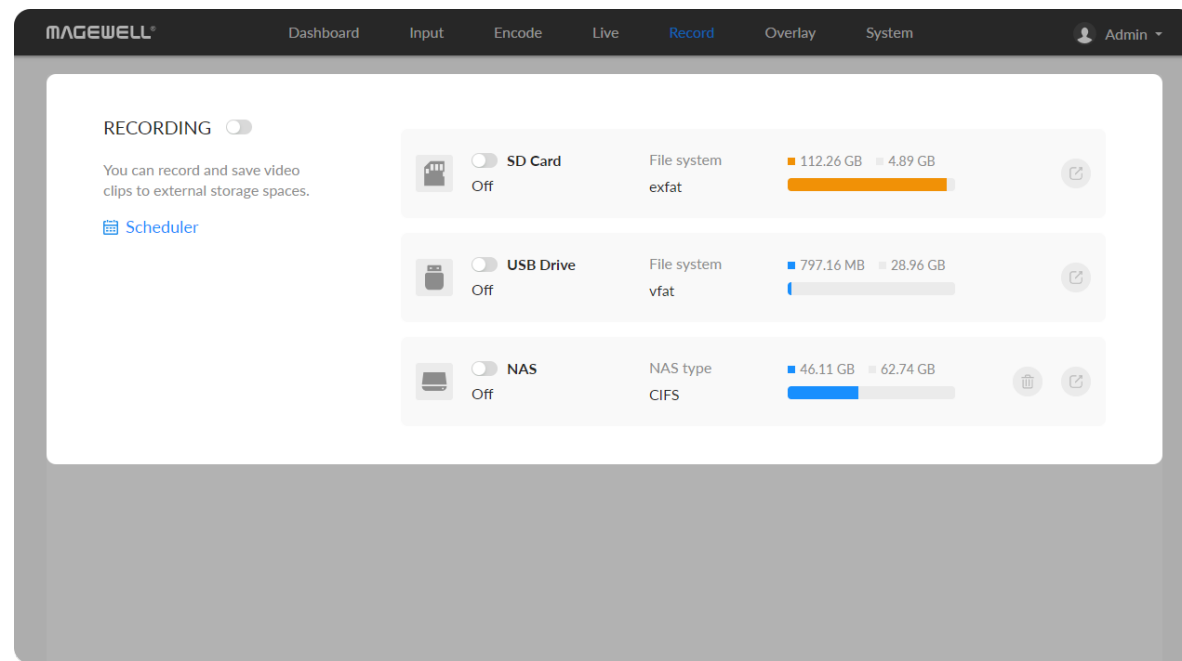 MAGEWELL®
Dashboard Input Encode Live Record Overlay System Admin
RECORDING
You can record and save video
clips to external storage spaces.
Scheduler
SD Card File system 112.26 GB 4.89 GB
Off exfat
USB Drive File system 797.16 MB 28.96 GB
Off vfat
NAS NAS type 46.11 GB 62.74 GB
Off CIFS